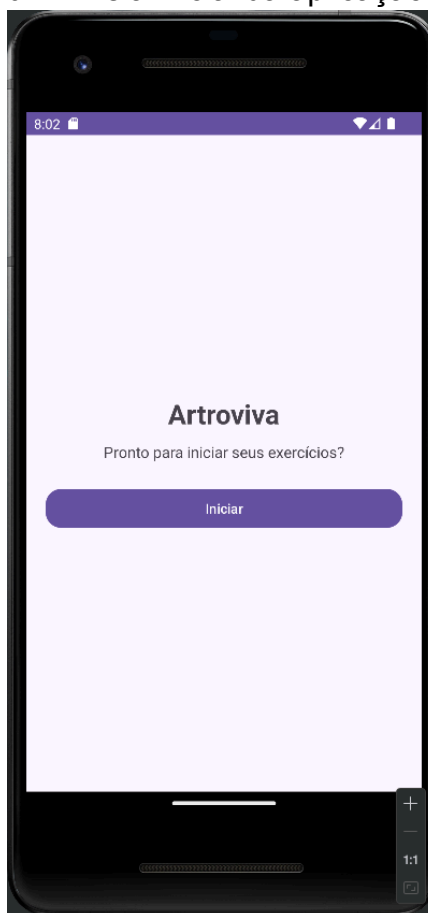 8:02
Artroviva
Pronto para iniciar seus exercícios?
Iniciar
1:1